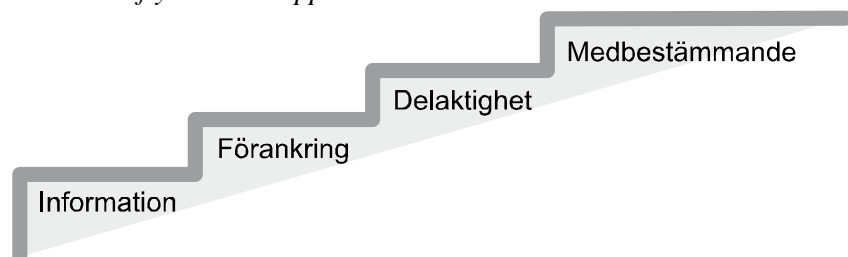 Medbestämmande
Delaktighet
Förankring
Information